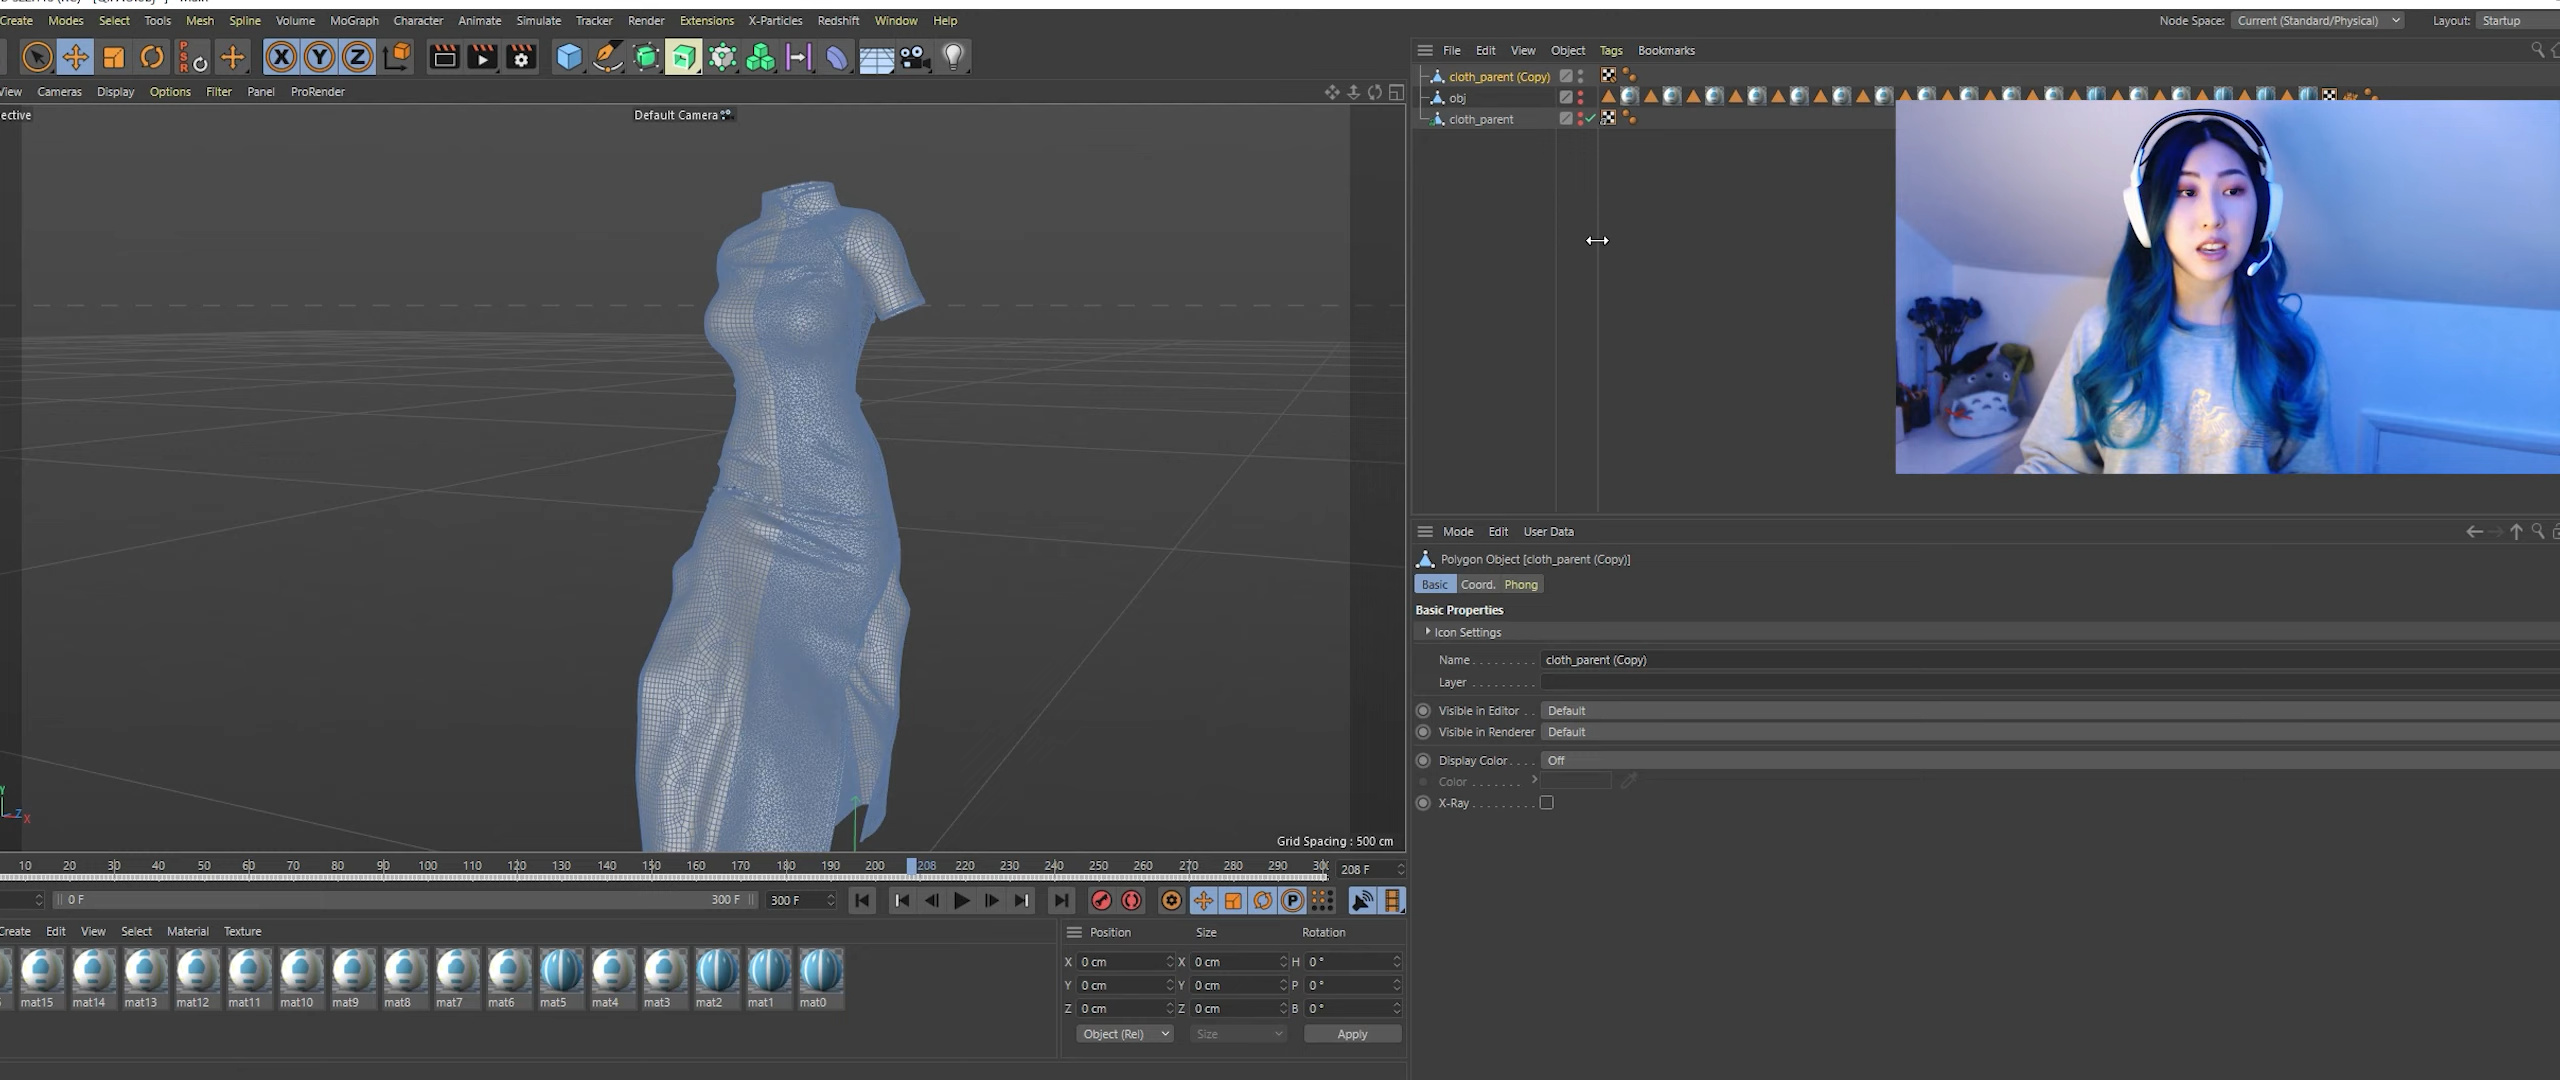 Create Modes Select Tools Mesh Spline Volume MoGraph Character Animate Simulate Tracker Render Extensions X-Particles Redshift Window Help
Node Space: Current (Standard/Physical) Layout: Startup
PSR X Y Z
File Edit View Object Tags Bookmarks
View Cameras Display Options Filter Panel ProRender
cloth_parent (Copy)
obj
cloth_parent
ective
Default Camera
Mode Edit User Data
Polygon Object [cloth_parent (Copy)]
Basic Coord. Phong
Basic Properties
Icon Settings
Name . . . . . . . . . cloth_parent (Copy)
Layer . . . . . . . . .
Visible in Editor . . Default
Visible in Renderer Default
Display Color . . . . Off
Color . . . . . . .
X-Ray . . . . . . . . .
Y Z X
Grid Spacing : 500 cm
10 20 30 40 50 60 70 80 90 100 110 120 130 140 150 160 170 180 190 200 208 220 230 240 250 260 270 280 290 208 F
0 F 300 F 300 F
P
Create Edit View Select Material Texture
mat15 mat14 mat13 mat12 mat11 mat10 mat9 mat8 mat7 mat6 mat5 mat4 mat3 mat2 mat1 mat0
Position Size Rotation
X 0 cm X 0 cm H 0 °
Y 0 cm Y 0 cm P 0 °
Z 0 cm Z 0 cm B 0 °
Object (Rel) Size Apply